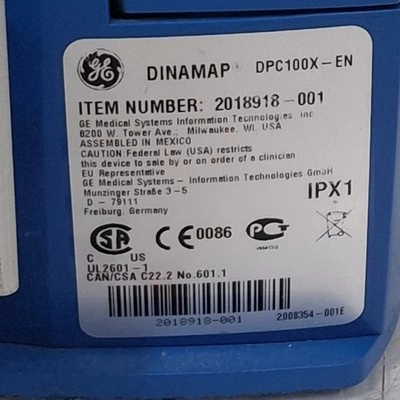 GE DINAMAP DPC100X-EN
ITEM NUMBER: 2018918-001
GE Medical Systems Information Technologies, Inc.
8200 W. Tower Ave., Milwaukee, WI, USA
ASSEMBLED IN MEXICO
CAUTION Federal Law (USA) restricts
this device to sale by or on order of a clinician
EU Representative
GE Medical Systems - Information Technologies GmbH
Munzinger Straße 3-5
D - 79111
Freiburg, Germany
IPX1
SA CE 0086 PG
C US
UL2601-1
CAN/CSA C22.2 No.601.1
2018918-001
2008354-001E